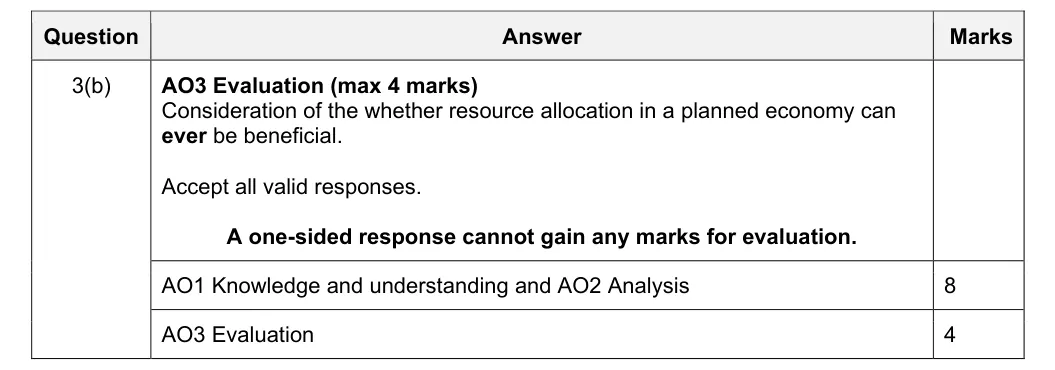 Question Answer Marks
3(b) AO3 Evaluation (max 4 marks)
Consideration of the whether resource allocation in a planned economy can
ever be beneficial.
Accept all valid responses.
A one-sided response cannot gain any marks for evaluation.
AO1 Knowledge and understanding and AO2 Analysis 8
AO3 Evaluation 4